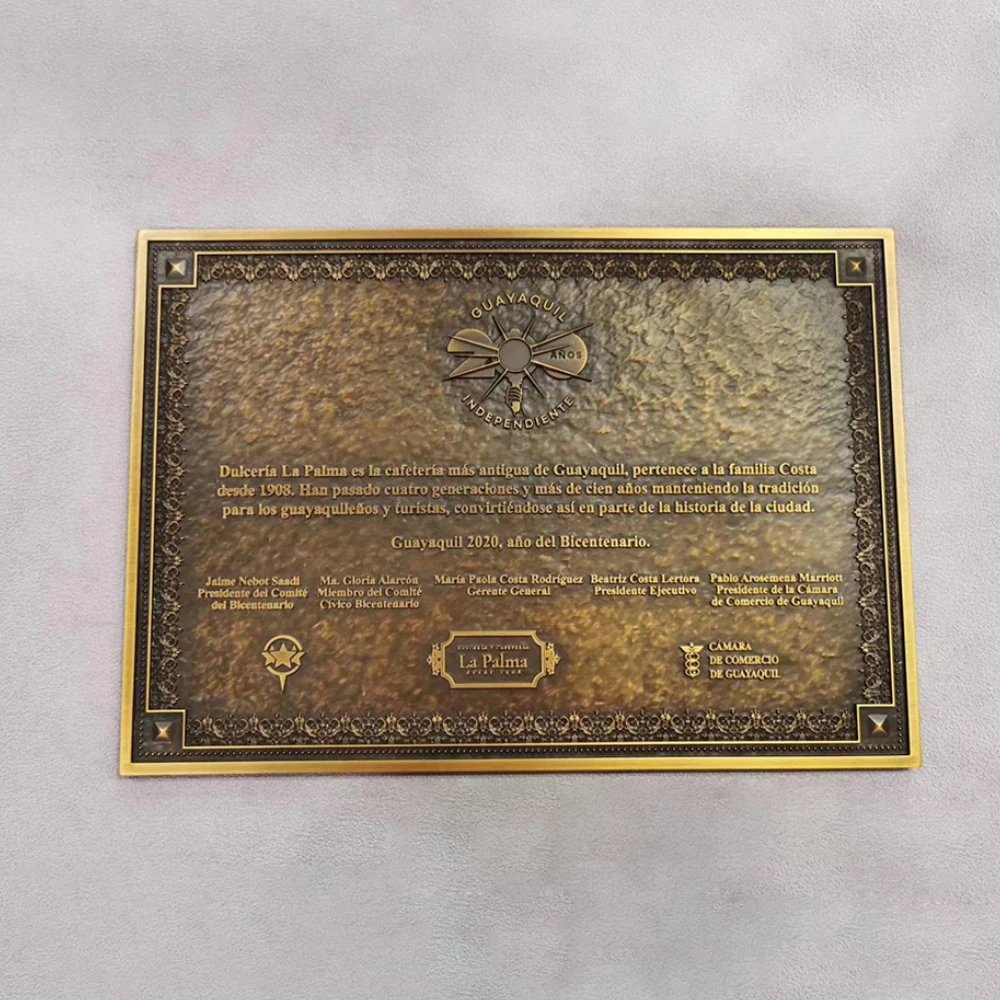 GUAYAQUIL
AÑOS
INDEPENDIENTE
Dulcería La Palma es la cafetería más antigua de Guayaquil, pertenece a la familia Costa
desde 1908. Han pasado cuatro generaciones y más de cien años manteniendo la tradición
para los guayaquileños y turistas, convirtiéndose así en parte de la historia de la ciudad.
Guayaquil 2020, año del Bicentenario.
Jaime Nebot Saadi
Presidente del Comité
del Bicentenario
Ma. Gloria Alarcón
Miembro del Comité
Cívico Bicentenario
María Paola Costa Rodríguez
Gerente General
Beatriz Costa Lertora
Presidente Ejecutivo
Pablo Arosemena Marriott
Presidente de la Cámara
de Comercio de Guayaquil
DULCERÍA Y CAFETERÍA
La Palma
DESDE 1908
CÁMARA
DE COMERCIO
DE GUAYAQUIL